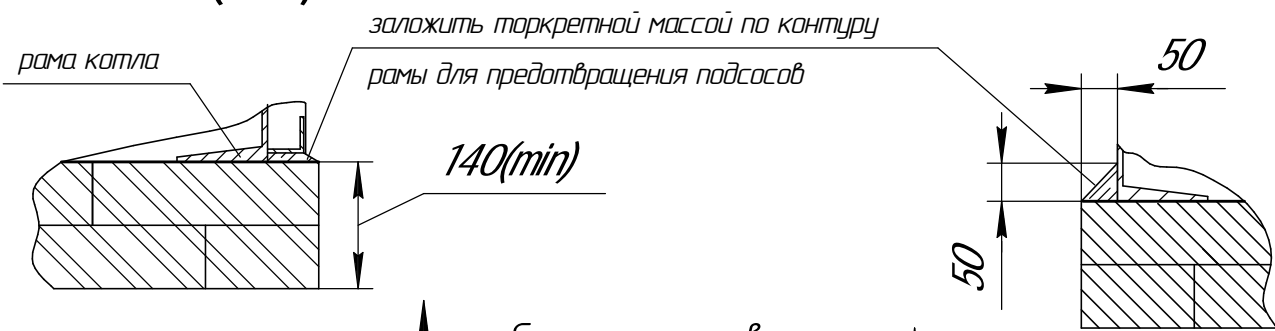 заложить торкретной массой по контуру
рама котла
рамы для предотвращения подсосов
50
140(min)
50